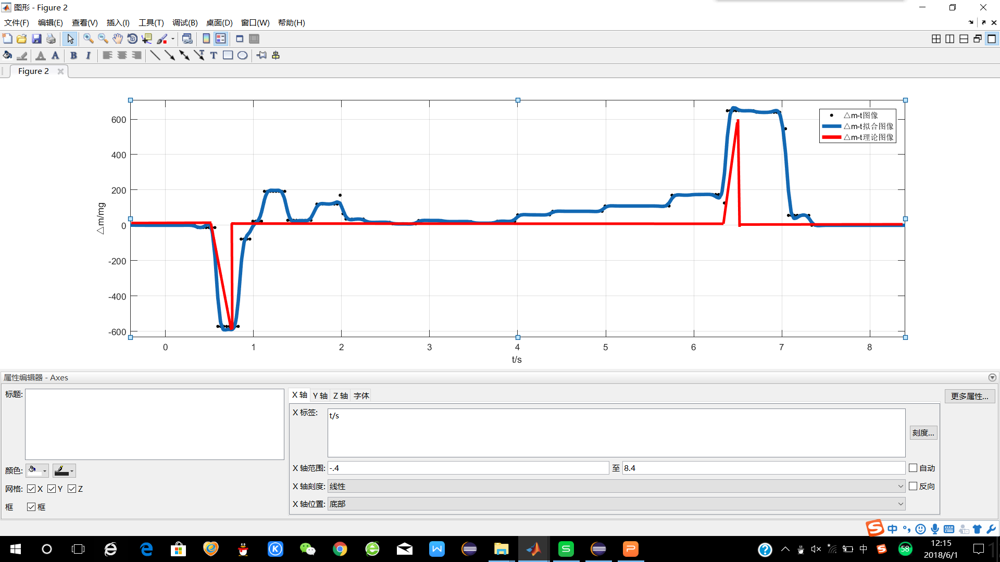 图形 - Figure 2
文件(F) 编辑(E) 查看(V) 插入(I) 工具(T) 调试(B) 桌面(D) 窗口(W) 帮助(H)
Figure 2
△m-t图像
△m-t拟合图像
△m-t理论图像
600
400
200
0
-200
-400
-600
△m/mg
0 1 2 3 4 5 6 7 8
t/s
属性编辑器 - Axes
标题:
颜色:
网格: X Y Z
框 框
X 轴 Y 轴 Z 轴 字体
X 标签: t/s
刻度...
X 轴范围: -.4 至 8.4 自动
X 轴刻度: 线性 反向
X 轴位置: 底部
更多属性...
中
中 58 12:15
2018/6/1